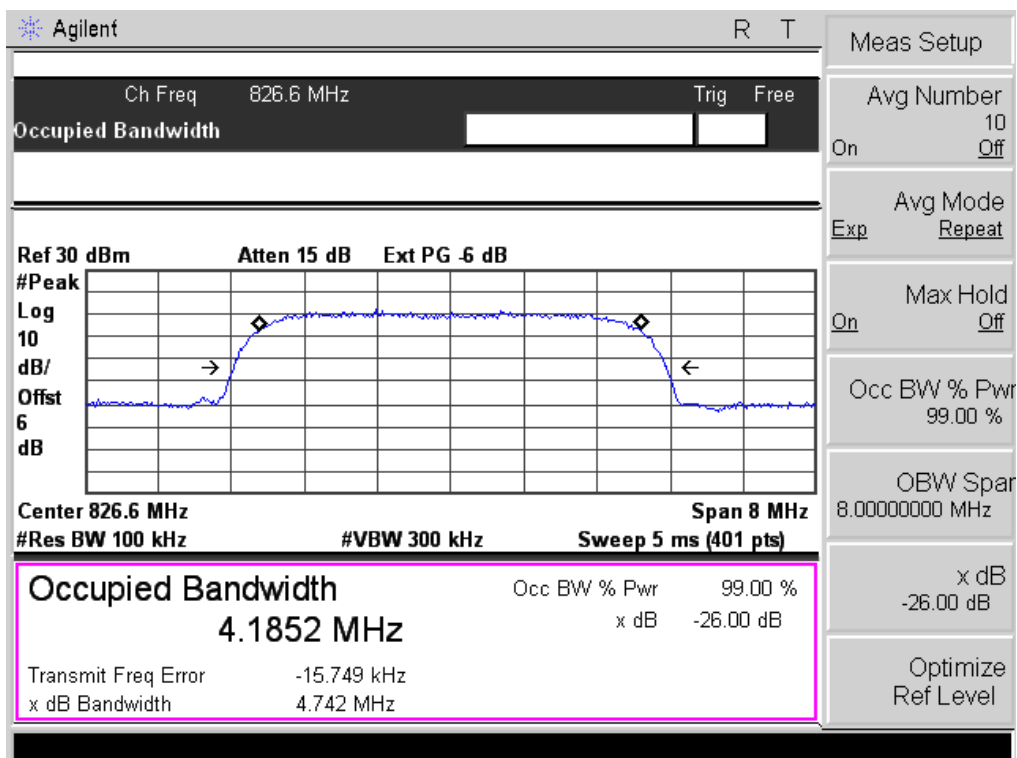 Agilent R T
Ch Freq 826.6 MHz Trig Free
Occupied Bandwidth
Ref 30 dBm Atten 15 dB Ext PG -6 dB
#Peak
Log
10
dB/
Offst
6
dB
Center 826.6 MHz Span 8 MHz
#Res BW 100 kHz #VBW 300 kHz Sweep 5 ms (401 pts)
Occupied Bandwidth Occ BW % Pwr 99.00 %
4.1852 MHz x dB -26.00 dB
Transmit Freq Error -15.749 kHz
x dB Bandwidth 4.742 MHz
Meas Setup
Avg Number
10
On Off
Avg Mode
Exp Repeat
Max Hold
On Off
Occ BW % Pwr
99.00 %
OBW Span
8.00000000 MHz
x dB
-26.00 dB
Optimize
Ref Level